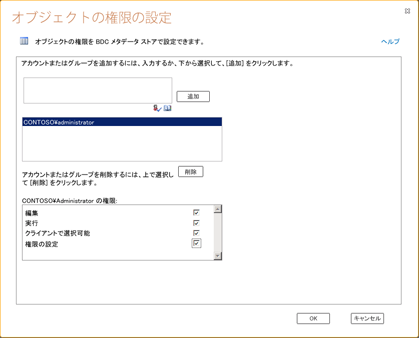 オブジェクトの権限の設定
オブジェクトの権限を BDC メタデータ ストアで設定できます。
ヘルプ
アカウントまたはグループを追加するには、入力するか、下から選択して、[追加] をクリックします。
追加
CONTOSO¥administrator
アカウントまたはグループを削除するには、上で選択し
て [削除] をクリックします。
削除
CONTOSO¥Administrator の権限:
編集
実行
クライアントで選択可能
権限の設定
OK
キャンセル